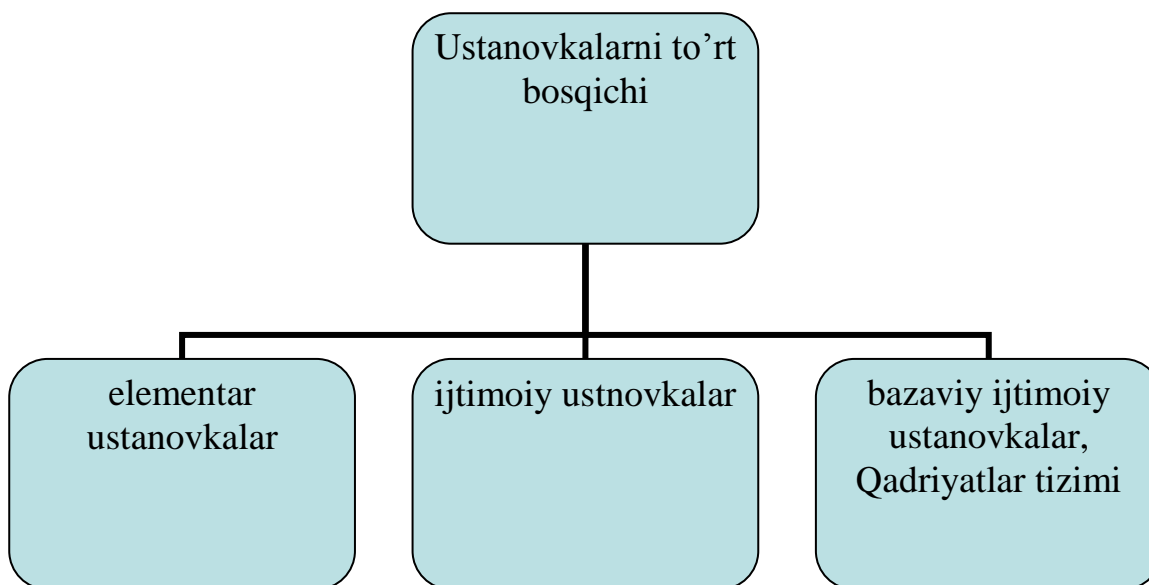 Ustanovkalarni to’rt
bosqichi
elementar
ustanovkalar
ijtimoiy ustnovkalar
bazaviy ijtimoiy
ustanovkalar,
Qadriyatlar tizimi